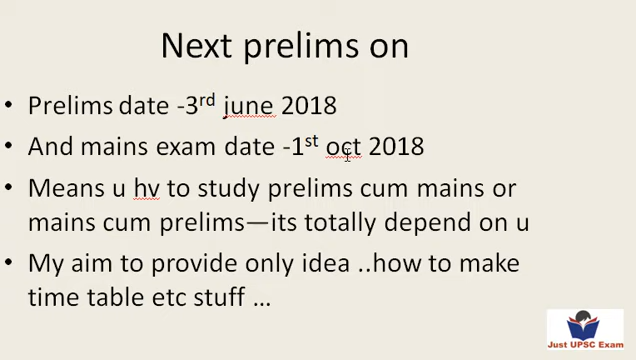 Next prelims on
• Prelims date -3rd june 2018
• And mains exam date -1st oct 2018
• Means u hv to study prelims cum mains or
mains cum prelims—its totally depend on u
• My aim to provide only idea ..how to make
time table etc stuff ...
Just UPSC Exam